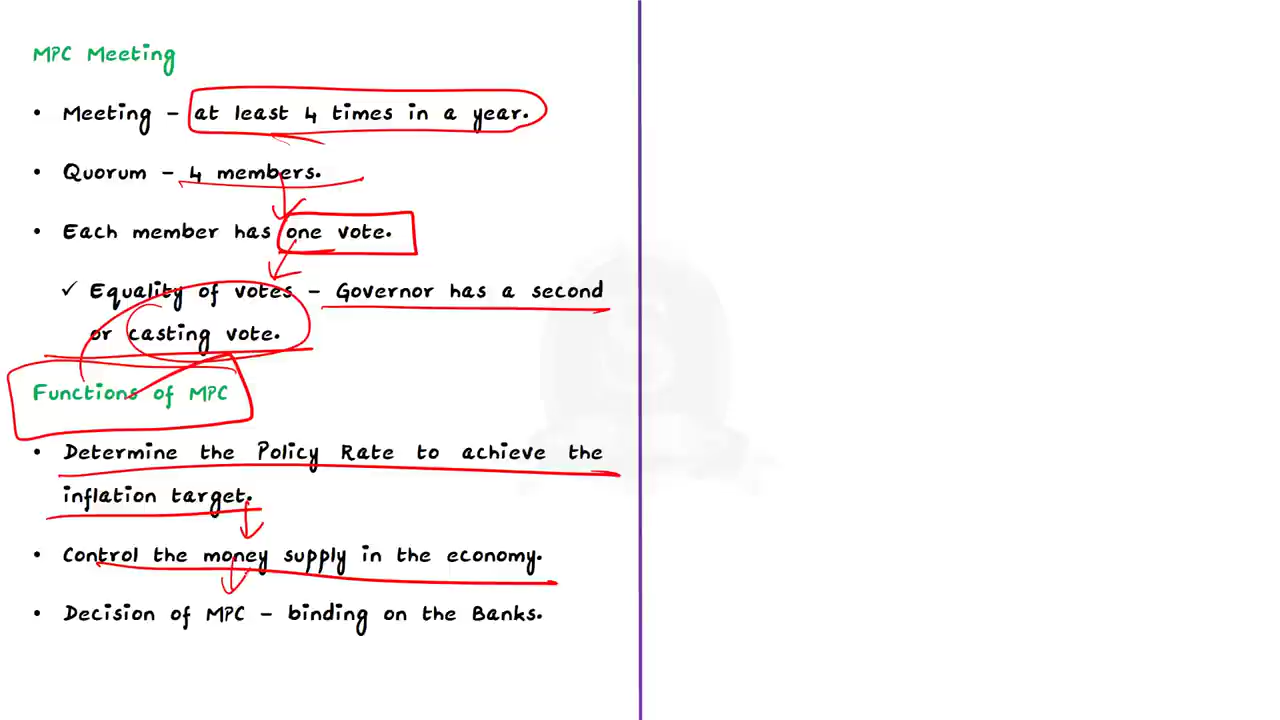 MPC Meeting
• Meeting – at least 4 times in a year.
• Quorum – 4 members.
• Each member has one vote.
✓ Equality of votes – Governor has a second
or casting vote.
Functions of MPC
• Determine the Policy Rate to achieve the
inflation target.
• Control the money supply in the economy.
• Decision of MPC – binding on the Banks.